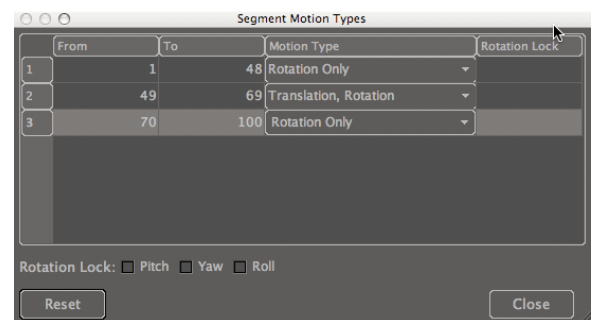 Segment Motion Types
From To Motion Type Rotation Lock
1 1 48 Rotation Only
2 49 69 Translation, Rotation
3 70 100 Rotation Only
Rotation Lock: Pitch Yaw Roll
Reset Close